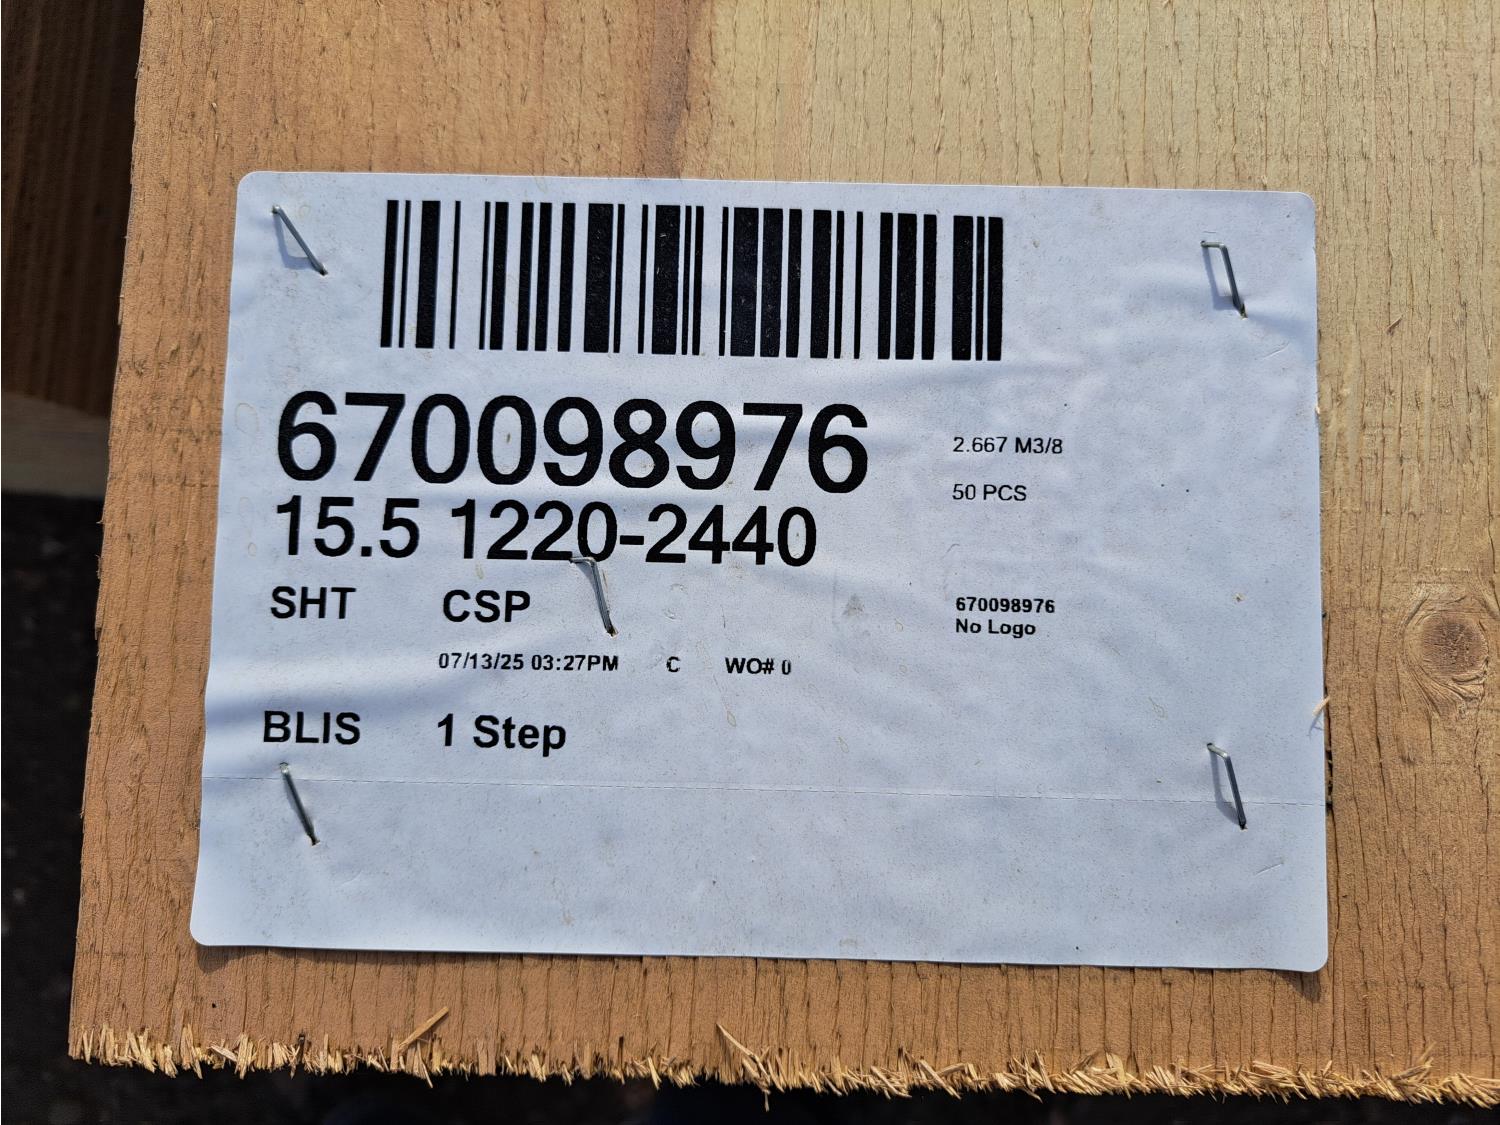 670098976
2.667 M3/8
15.5 1220-2440
50 PCS
SHT CSP
670098976
No Logo
07/13/25 03:27PM C WO# 0
BLIS 1 Step